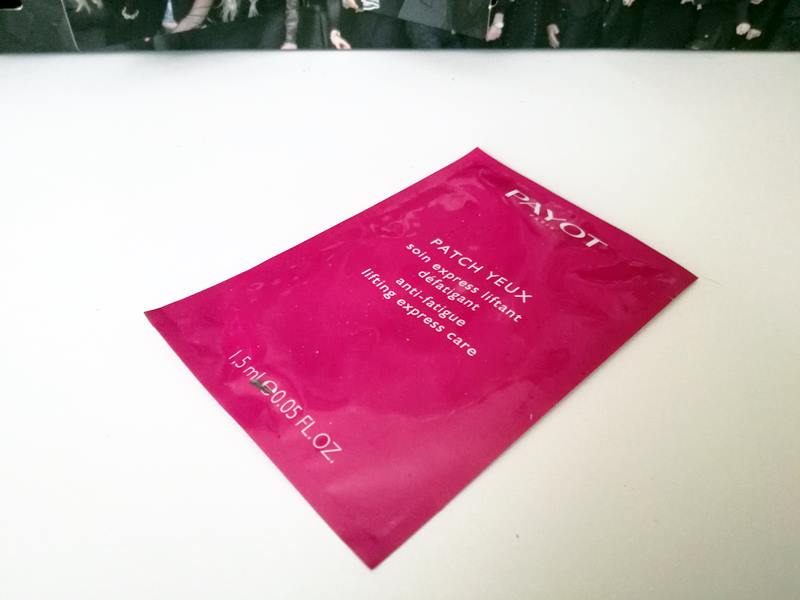 PAYOT
PARIS
PATCH YEUX
soin express liftant
défatigant
anti-fatigue
lifting express care
1,5 ml ℮ 0.05 FL.OZ.